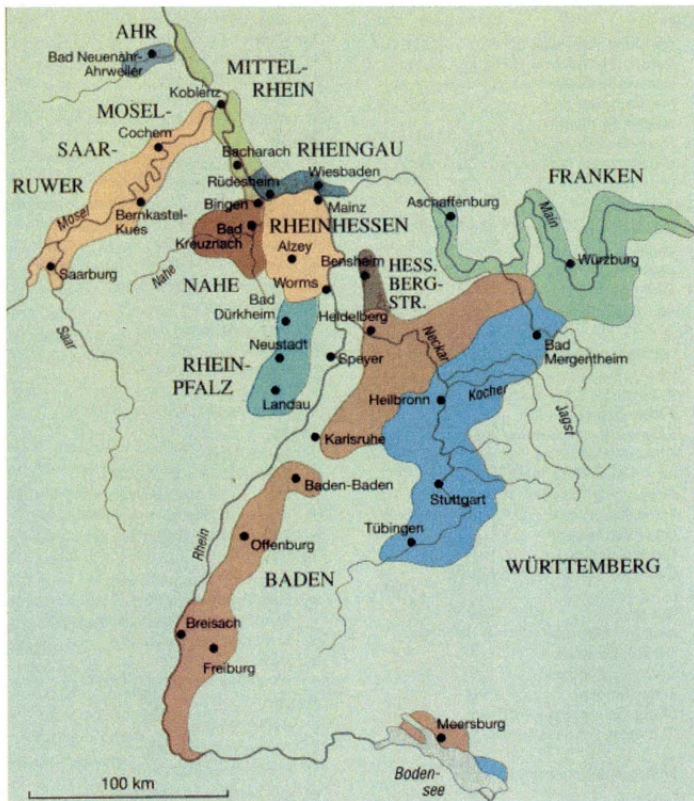 AHR
Bad Neuenahr-
Ahrweiler
MITTEL-
RHEIN
Koblenz
MOSEL-
Cochem
SAAR-
RUWER
Mosel
Bernkastel-
Kues
Saarburg
Saar
Bacharach
RHEINGAU
Rüdesheim
Wiesbaden
Bingen
Mainz
RHEINHESSEN
Bad
Kreuznach
Alzey
Nahe
NAHE
Worms
Bensheim
HESS.
BERG-
STR.
Aschaffenburg
FRANKEN
Main
Würzburg
Bad
Dürkheim
Heidelberg
Neckar
Neustadt
Speyer
RHEIN-
PFALZ
Landau
Bad
Mergentheim
Heilbronn
Kocher
Jagst
Karlsruhe
Baden-Baden
Stuttgart
Tübingen
Rhein
Offenburg
BADEN
WÜRTTEMBERG
Breisach
Freiburg
Meersburg
Boden-
see
100 km